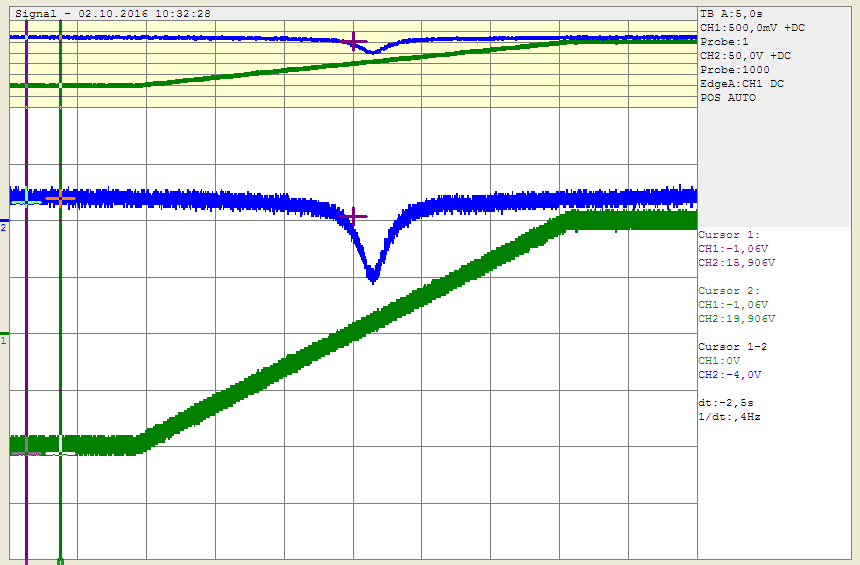 Signal - 02.10.2016 10:32:28
TB A:5,0s
CH1:500,0mV +DC
Probe:1
CH2:50,0V +DC
Probe:1000
EdgeA:CH1 DC
POS AUTO
2
1
Cursor 1:
CH1:-1,06V
CH2:15,906V
Cursor 2:
CH1:-1,06V
CH2:19,906V
Cursor 1-2
CH1:0V
CH2:-4,0V
dt:-2,5s
1/dt:,4Hz